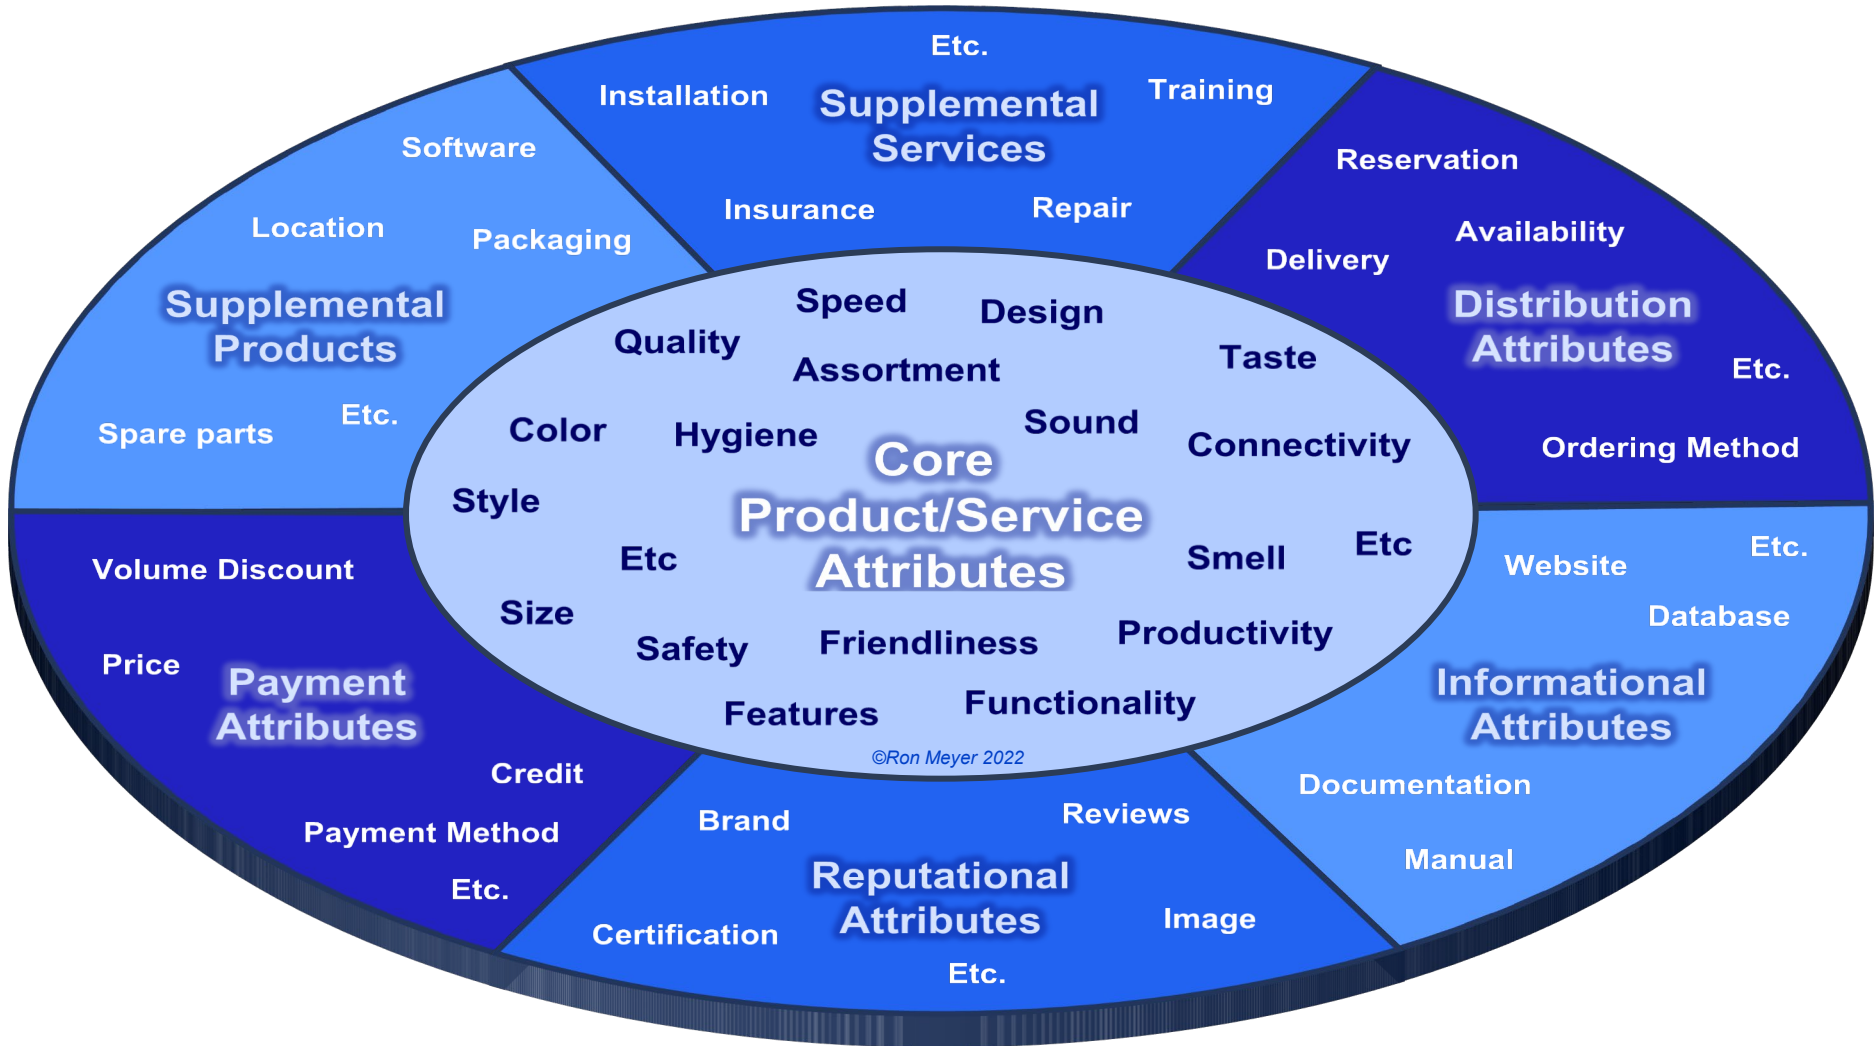 Etc.
Installation
Supplemental
Services
Training
Insurance
Repair
Software
Location
Packaging
Supplemental
Products
Etc.
Spare parts
Reservation
Availability
Delivery
Distribution
Attributes
Etc.
Ordering Method
Speed
Design
Quality
Assortment
Taste
Color
Hygiene
Sound
Connectivity
Core
Product/Service
Attributes
Style
Etc
Smell
Etc
Size
Safety
Friendliness
Productivity
Features
Functionality
©Ron Meyer 2022
Volume Discount
Price
Payment
Attributes
Credit
Payment Method
Etc.
Website
Etc.
Database
Informational
Attributes
Documentation
Manual
Brand
Reviews
Reputational
Attributes
Certification
Image
Etc.